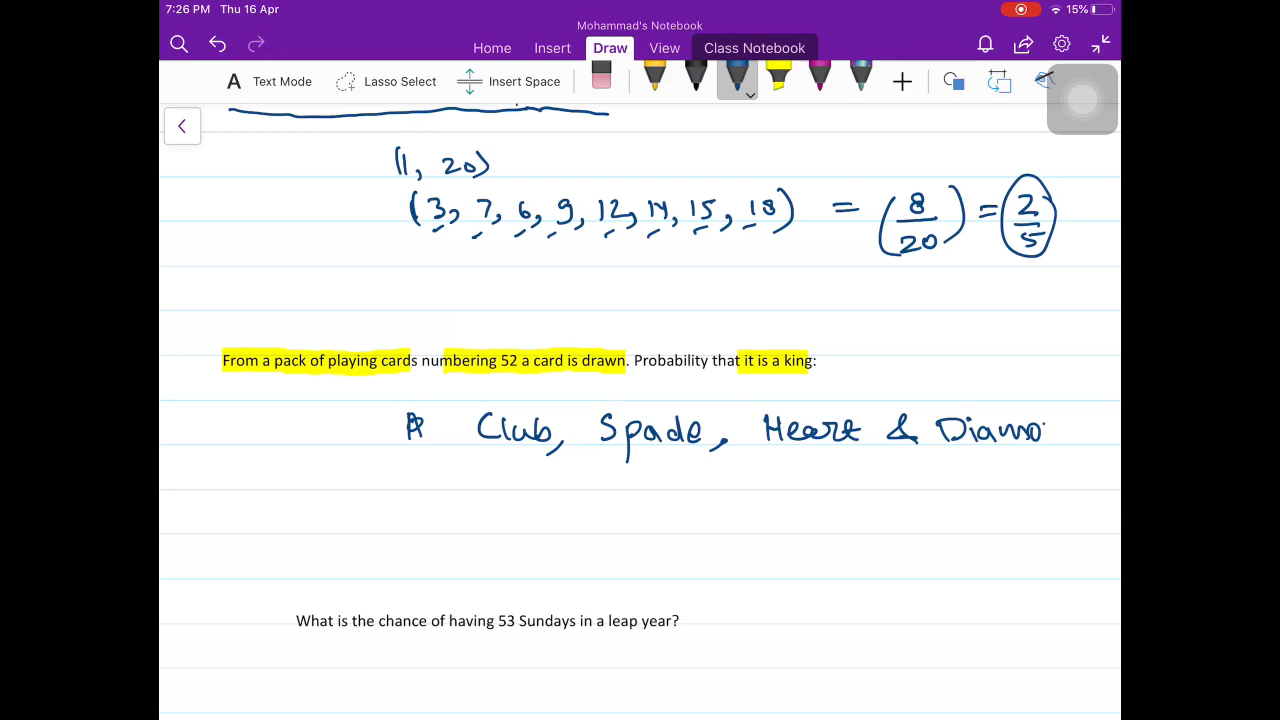 7:26 PM Thu 16 Apr 15%
Mohammad's Notebook
Home Insert Draw View Class Notebook
A Text Mode Lasso Select Insert Space
(1, 20)
(3, 7, 6, 9, 12, 14, 15, 18) = (8/20) = 2/5
From a pack of playing cards numbering 52 a card is drawn. Probability that it is a king:
Club, Spade, Heart & Diamo
What is the chance of having 53 Sundays in a leap year?